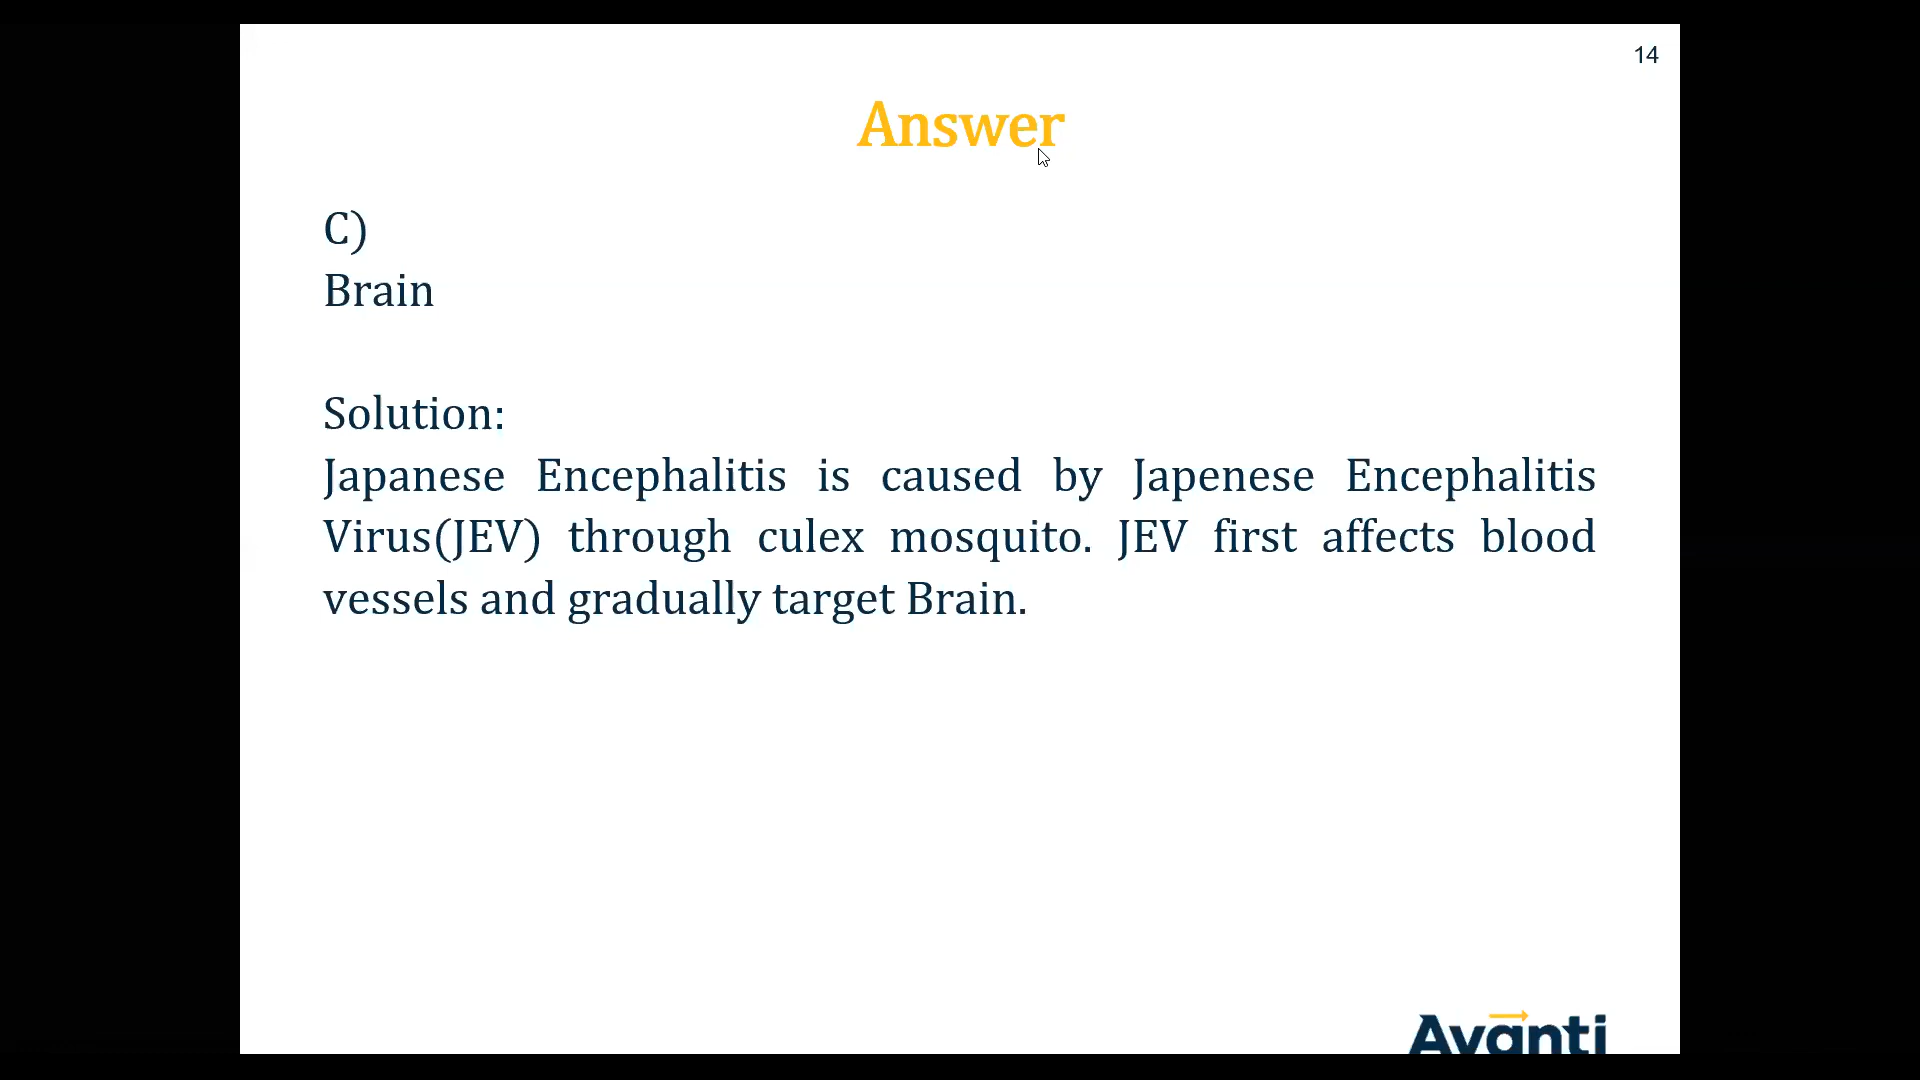 14
Answer
C)
Brain
Solution:
Japanese Encephalitis is caused by Japenese Encephalitis
Virus(JEV) through culex mosquito. JEV first affects blood
vessels and gradually target Brain.
Avanti